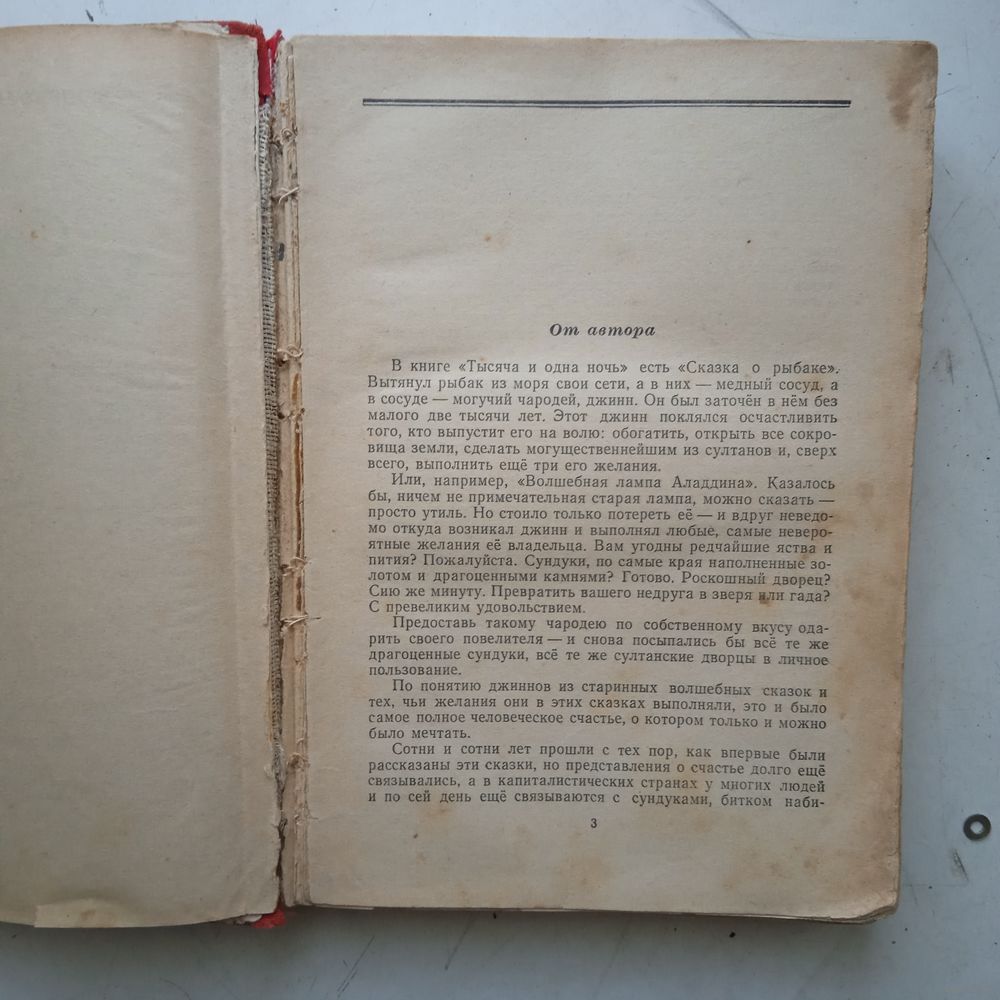 От автора
В книге «Тысяча и одна ночь» есть «Сказка о рыбаке».
Вытянул рыбак из моря свои сети, а в них — медный сосуд, а
в сосуде — могучий чародей, джинн. Он был заточён в нём без
малого две тысячи лет. Этот джинн поклялся осчастливить
того, кто выпустит его на волю: обогатить, открыть все сокро-
вища земли, сделать могущественнейшим из султанов и, сверх
всего, выполнить ещё три его желания.
Или, например, «Волшебная лампа Аладдина». Казалось
бы, ничем не примечательная старая лампа, можно сказать —
просто утиль. Но стоило только потереть её — и вдруг неведо-
мо откуда возникал джинн и выполнял любые, самые неверо-
ятные желания её владельца. Вам угодны редчайшие яства и
пития? Пожалуйста. Сундуки, по самые края наполненные зо-
лотом и драгоценными камнями? Готово. Роскошный дворец?
Сию же минуту. Превратить вашего недруга в зверя или гада?
С превеликим удовольствием.
Предоставь такому чародею по собственному вкусу ода-
рить своего повелителя — и снова посыпались бы всё те же
драгоценные сундуки, всё те же султанские дворцы в личное
пользование.
По понятию джиннов из старинных волшебных сказок и
тех, чьи желания они в этих сказках выполняли, это и было
самое полное человеческое счастье, о котором только и можно
было мечтать.
Сотни и сотни лет прошли с тех пор, как впервые были
рассказаны эти сказки, но представления о счастье долго ещё
связывались, а в капиталистических странах у многих людей
и по сей день ещё связываются с сундуками, битком наби-
3